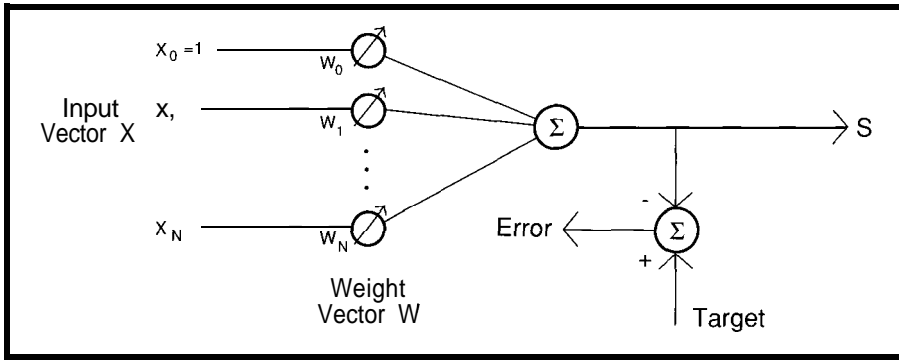 X0 =1
W0
Input
Vector X
X,
W1
Σ
S
XN
WN
-
Error
Σ
+
Weight
Vector W
Target